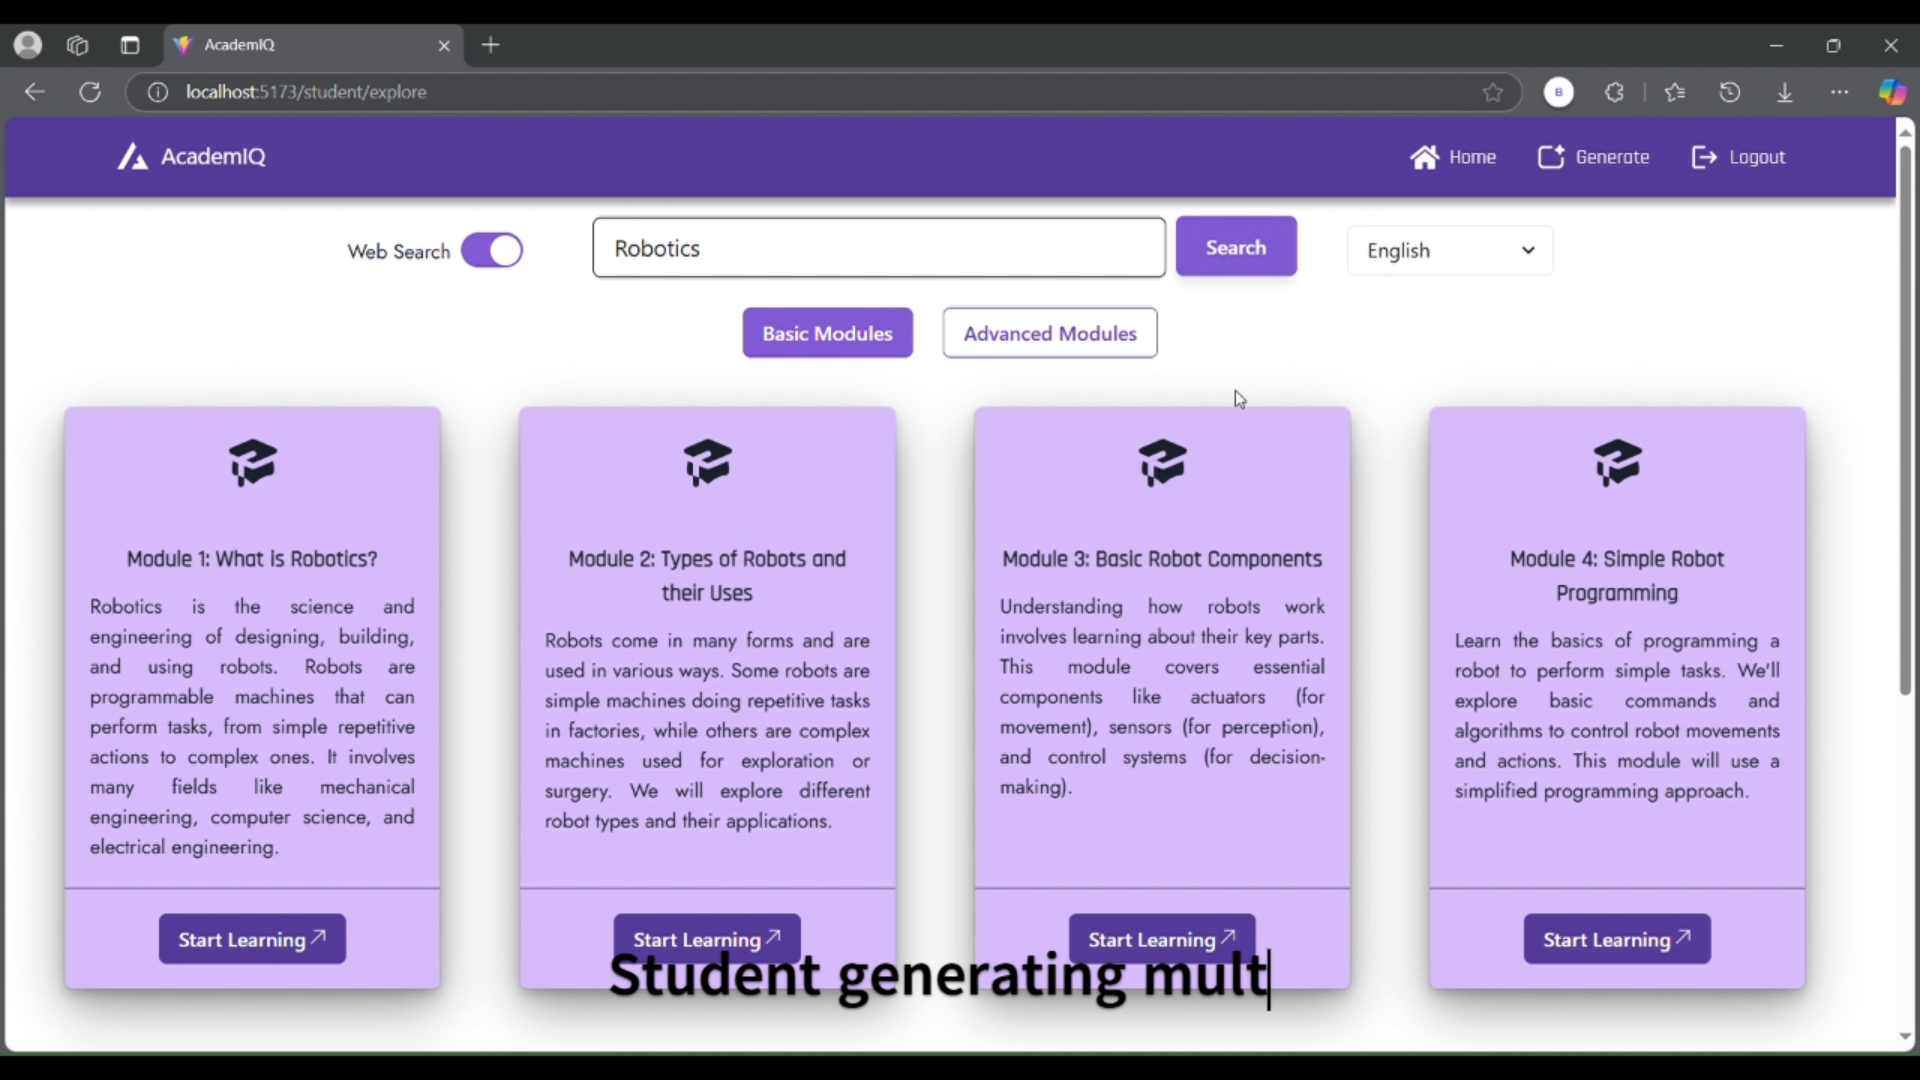 AcademIQ
localhost:5173/student/explore
B
AcademIQ
Home
Generate
Logout
Web Search
Robotics
Search
English
Basic Modules
Advanced Modules
Module 1: What is Robotics?
Robotics is the science and
engineering of designing, building,
and using robots. Robots are
programmable machines that can
perform tasks, from simple repetitive
actions to complex ones. It involves
many fields like mechanical
engineering, computer science, and
electrical engineering.
Start Learning
Module 2: Types of Robots and
their Uses
Robots come in many forms and are
used in various ways. Some robots are
simple machines doing repetitive tasks
in factories, while others are complex
machines used for exploration or
surgery. We will explore different
robot types and their applications.
Start Learning
Module 3: Basic Robot Components
Understanding how robots work
involves learning about their key parts.
This module covers essential
components like actuators (for
movement), sensors (for perception),
and control systems (for decision-
making).
Start Learning
Module 4: Simple Robot
Programming
Learn the basics of programming a
robot to perform simple tasks. We'll
explore basic commands and
algorithms to control robot movements
and actions. This module will use a
simplified programming approach.
Start Learning
Student generating mult